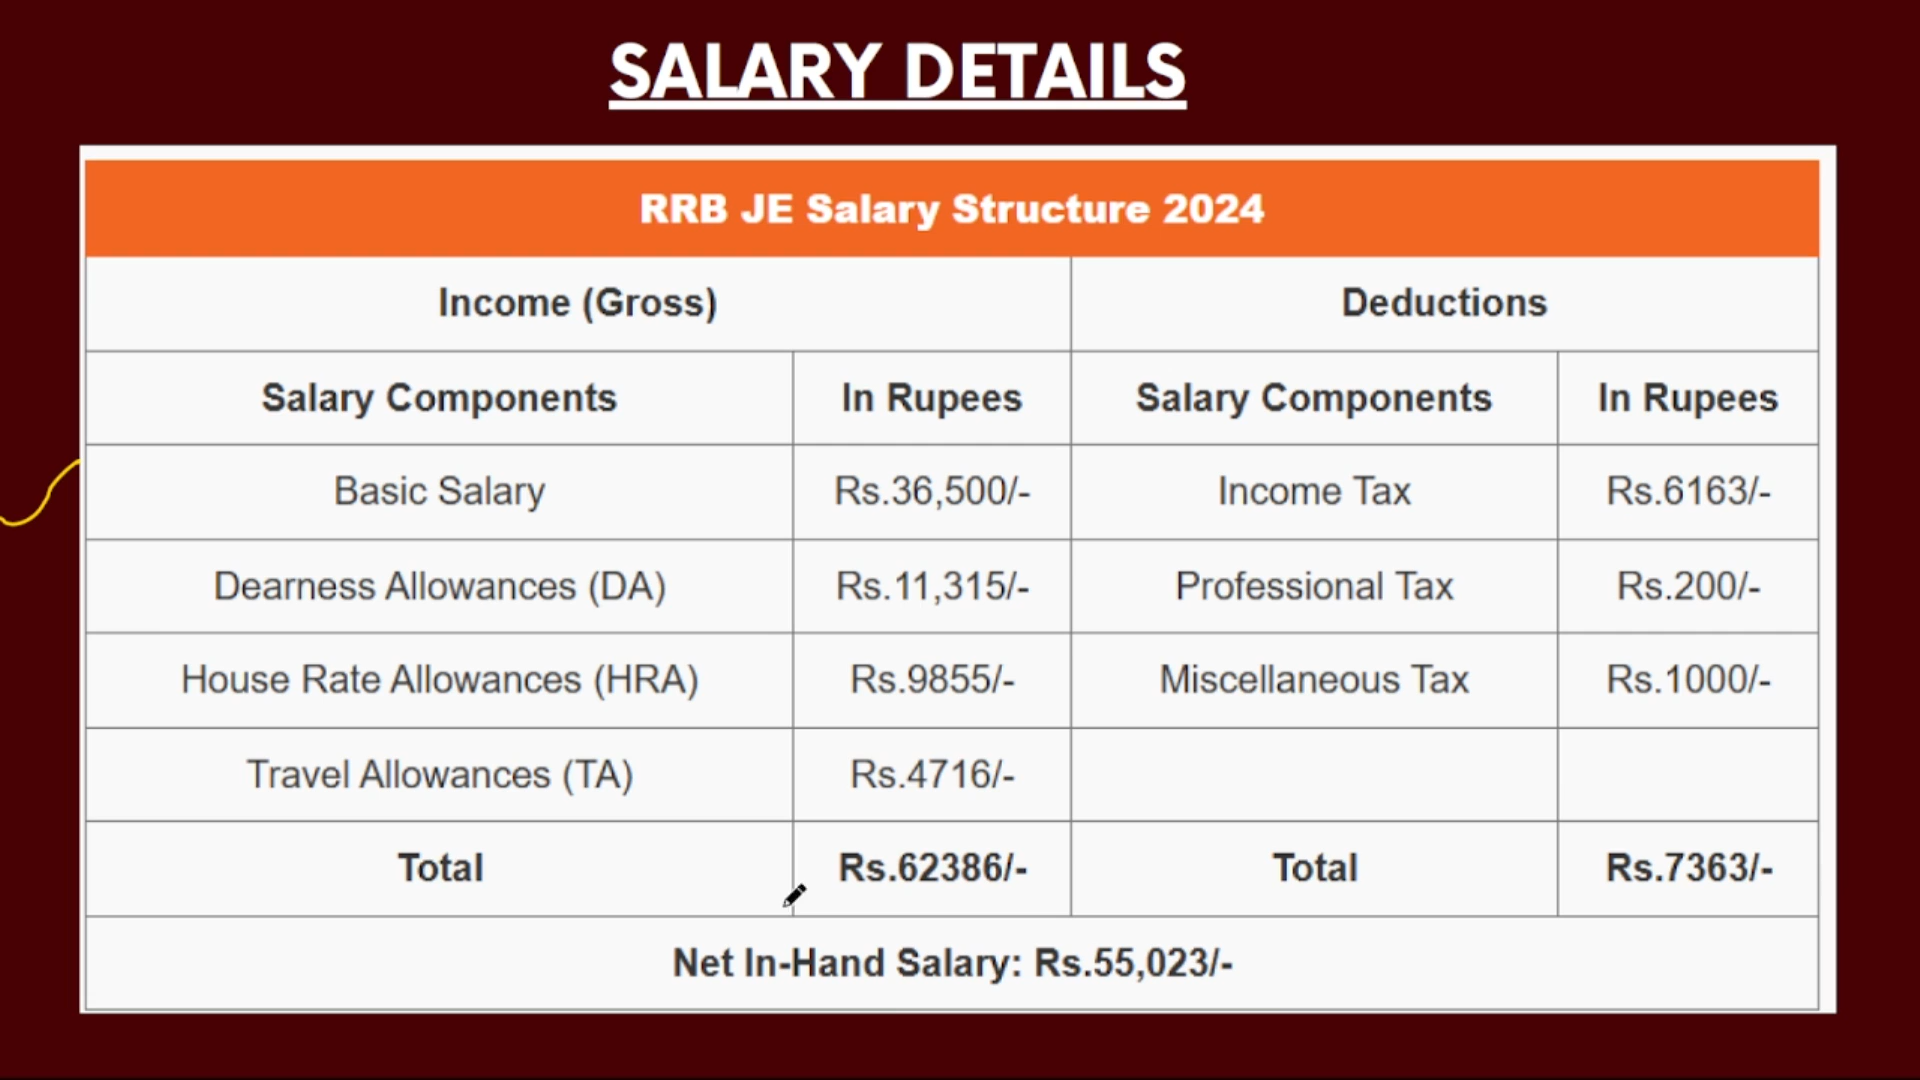 SALARY DETAILS
RRB JE Salary Structure 2024
Income (Gross) Deductions
Salary Components In Rupees Salary Components In Rupees
Basic Salary Rs.36,500/- Income Tax Rs.6163/-
Dearness Allowances (DA) Rs.11,315/- Professional Tax Rs.200/-
House Rate Allowances (HRA) Rs.9855/- Miscellaneous Tax Rs.1000/-
Travel Allowances (TA) Rs.4716/-
Total Rs.62386/- Total Rs.7363/-
Net In-Hand Salary: Rs.55,023/-